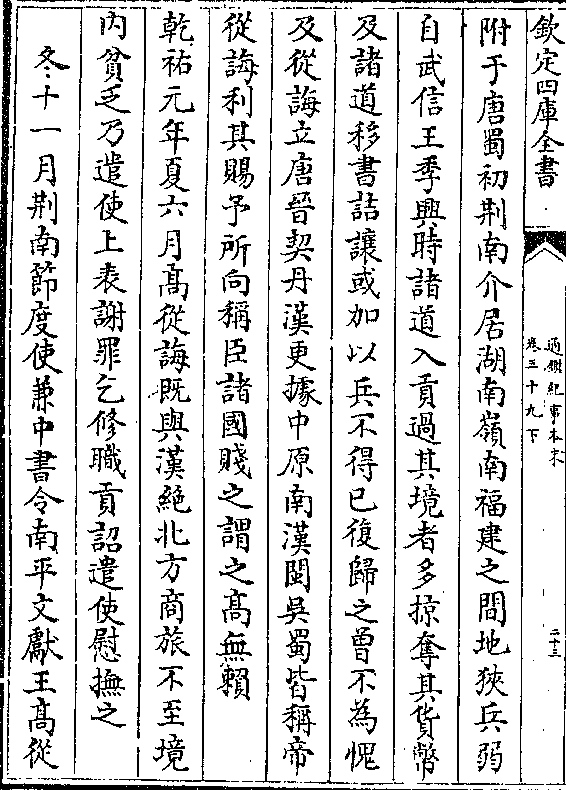 欽定四庫全書
通鑑紀事本末
卷三十九下
二十三
附于唐蜀初荆南介居湖南嶺南福建之間地狹兵弱
自武信王季興時諸道入貢過其境者多掠奪其貨幣
及諸道移書詰讓或加以兵不得已復歸之曽不為愧
及從誨立唐晉契丹漢更據中原南漢閩吳蜀皆稱帝
從誨利其賜予所向稱臣諸國賤之謂之髙無賴
乾祐元年夏六月髙從誨旣與漢絶北方商旅不至境
内貧乏乃遣使上表謝罪乞修職貢詔遣使慰撫之
冬十一月荆南節度使兼中書令南平文獻王髙從